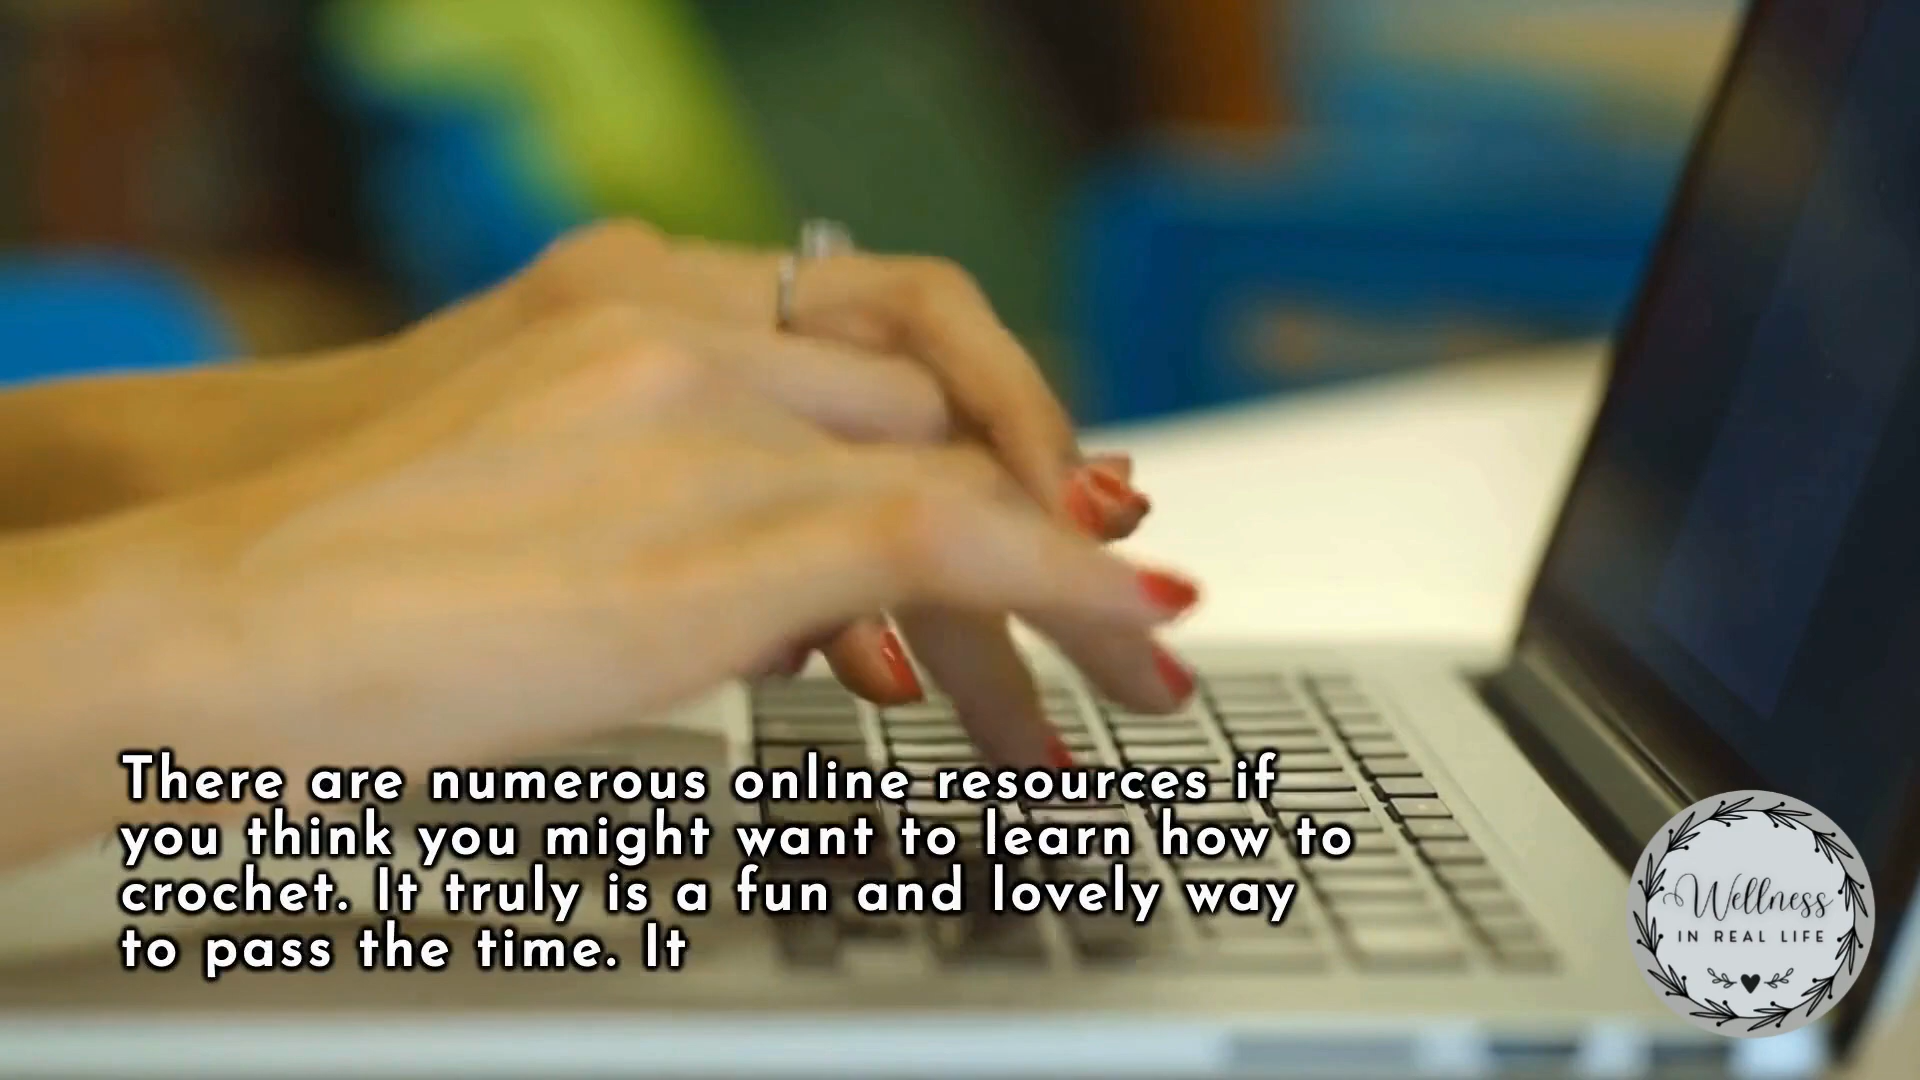 There are numerous online resources if
you think you might want to learn how to
crochet. It truly is a fun and lovely way
to pass the time. It
Wellness
IN REAL LIFE